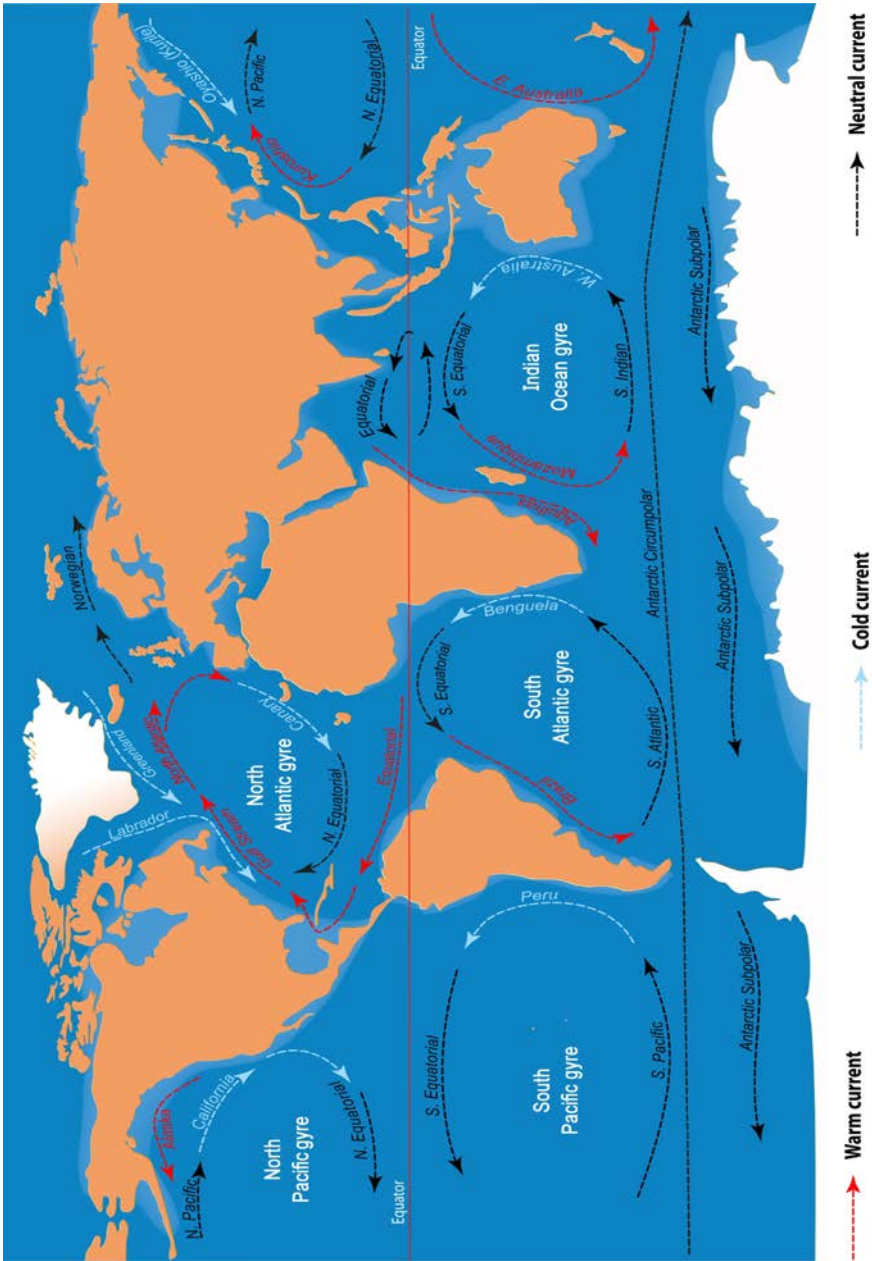 Oyashio (Kurile)
N. Pacific
Kuroshio
N. Equatorial
Equator
E. Australia
Norwegian
Greenland
Labrador
North Atlantic
Gulf Stream
Canary
North
Atlantic gyre
N. Equatorial
Equatorial
Alaska
N. Pacific
California
North
Pacific gyre
N. Equatorial
Equator
Equatorial
S. Equatorial
W. Australia
Indian
Ocean gyre
Mozambique
S. Indian
Agulhas
Benguela
S. Equatorial
South
Atlantic gyre
Brazil
S. Atlantic
Peru
S. Equatorial
South
Pacific gyre
S. Pacific
Antarctic Circumpolar
Antarctic Subpolar
Antarctic Subpolar
Antarctic Subpolar
Warm current
Cold current
Neutral current